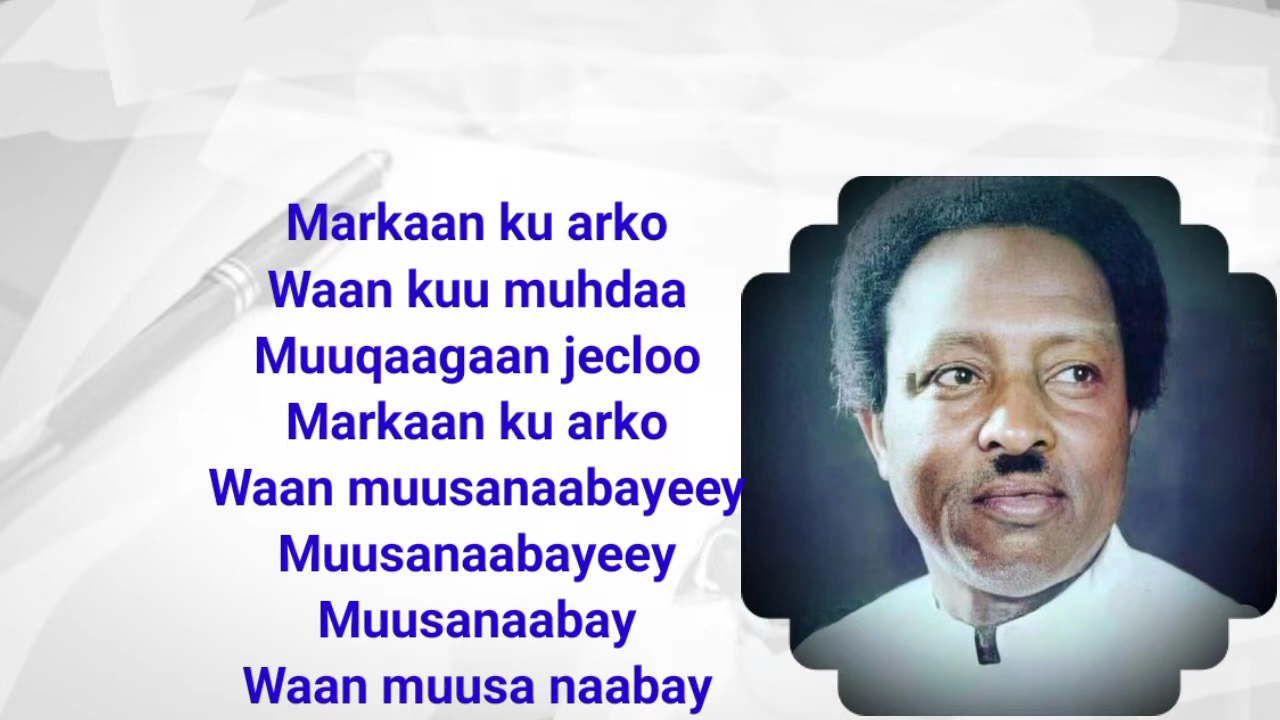 Markaan ku arko
Waan kuu muhdaa
Muuqaagaan jecloo
Markaan ku arko
Waan muusanaabayeey
Muusanaabayeey
Muusanaabay
Waan muusa naabay